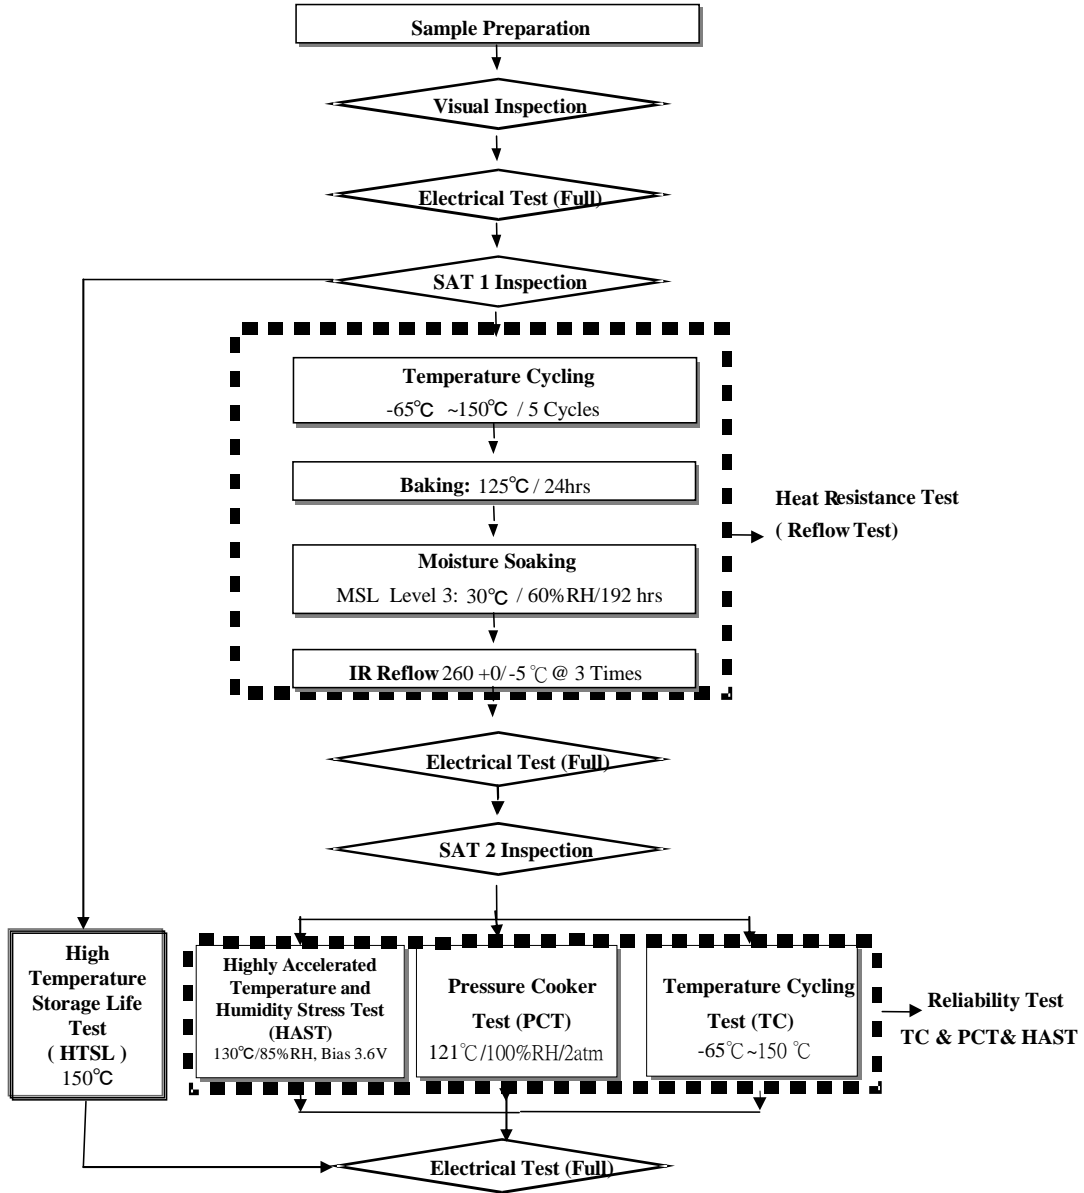 Sample Preparation
Visual Inspection
Electrical Test (Full)
SAT 1 Inspection
Temperature Cycling
-65℃ ~150℃ / 5 Cycles
Baking: 125℃ / 24hrs
Moisture Soaking
MSL Level 3: 30℃ / 60%RH/192 hrs
IR Reflow 260 +0/-5 ℃ @ 3 Times
Heat Resistance Test
( Reflow Test)
Electrical Test (Full)
SAT 2 Inspection
High
Temperature
Storage Life
Test
( HTSL )
150℃
Highly Accelerated
Temperature and
Humidity Stress Test
(HAST)
130℃/85%RH, Bias 3.6V
Pressure Cooker
Test (PCT)
121℃/100%RH/2atm
Temperature Cycling
Test (TC)
-65℃~150 ℃
Reliability Test
TC & PCT& HAST
Electrical Test (Full)